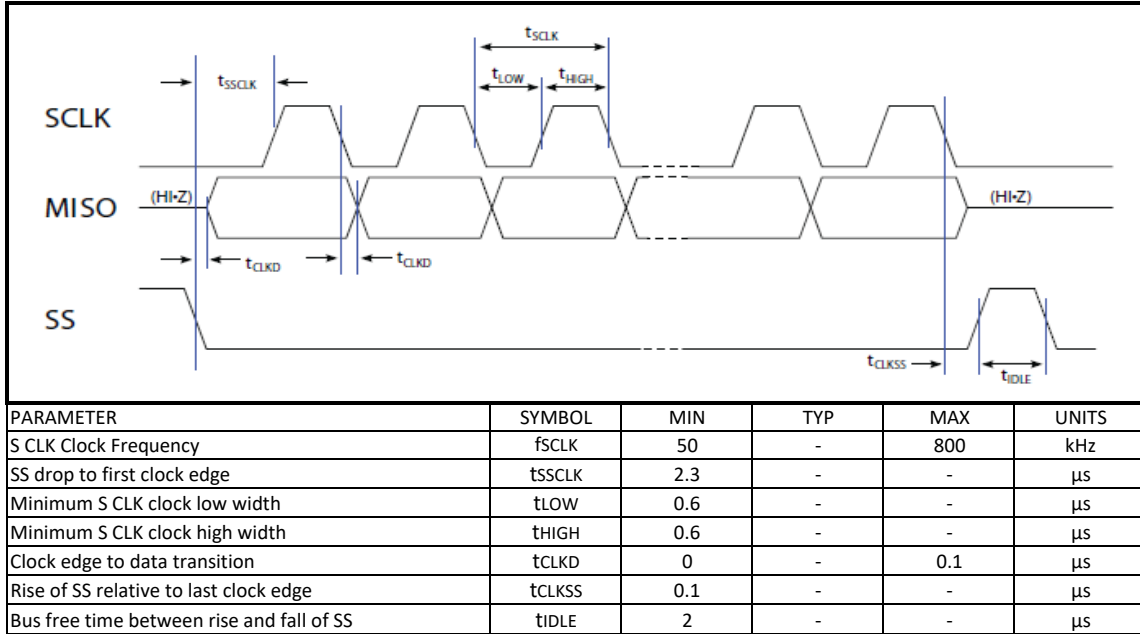 tSCLK
tSSCLK
tLOW
tHIGH
SCLK
MISO
(HI•Z)
(HI•Z)
tCLKD
tCLKD
SS
tCLKSS
tIDLE
PARAMETER SYMBOL MIN TYP MAX UNITS
S CLK Clock Frequency fSCLK 50 - 800 kHz
SS drop to first clock edge tSSCLK 2.3 - - µs
Minimum S CLK clock low width tLOW 0.6 - - µs
Minimum S CLK clock high width tHIGH 0.6 - - µs
Clock edge to data transition tCLKD 0 - 0.1 µs
Rise of SS relative to last clock edge tCLKSS 0.1 - - µs
Bus free time between rise and fall of SS tIDLE 2 - - µs